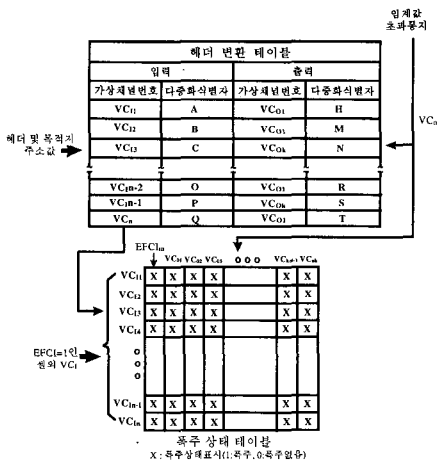 임계값
초과통지
헤더 변환 테이블
입력 출력
가상채널번호 다중화식별자 가상채널번호 다중화식별자
VCI1 A VCO1 H
VCI2 B VCO3 M
VCI3 C VCOk N
VCn
헤더 및 목적지
주소값
VCIn-2 O VCO3 R
VCIn-1 P VCOk S
VCn Q VCO1 T
EFCIin
VCO1 VCO2 VCO3 o o o VCOk
VCI1 X X X X X X
VCI2 X X X X X X
VCI3 X X X X X X
VCI4 X X X X X X
EFCI=1인
셀의 VCI
o
o
o
VCIn-1 X X X X X X
VCIn X X X X X X
폭주 상태 테이블
X : 폭주상태표시(1:폭주, 0:폭주없음)